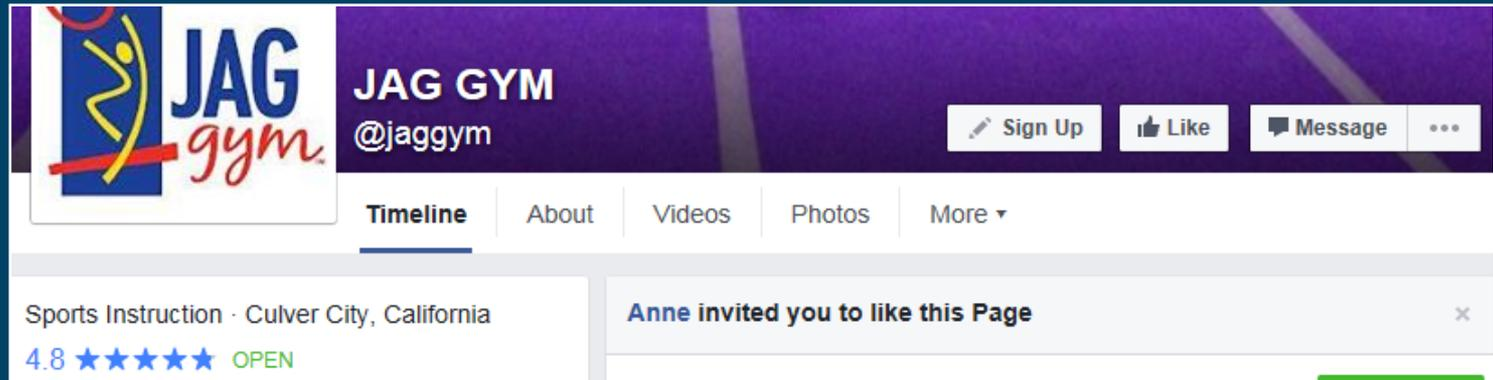 JAG
gym
JAG GYM
@jaggym
Sign Up
Like
Message
Timeline
About
Videos
Photos
More
Sports Instruction · Culver City, California
4.8 OPEN
Anne invited you to like this Page